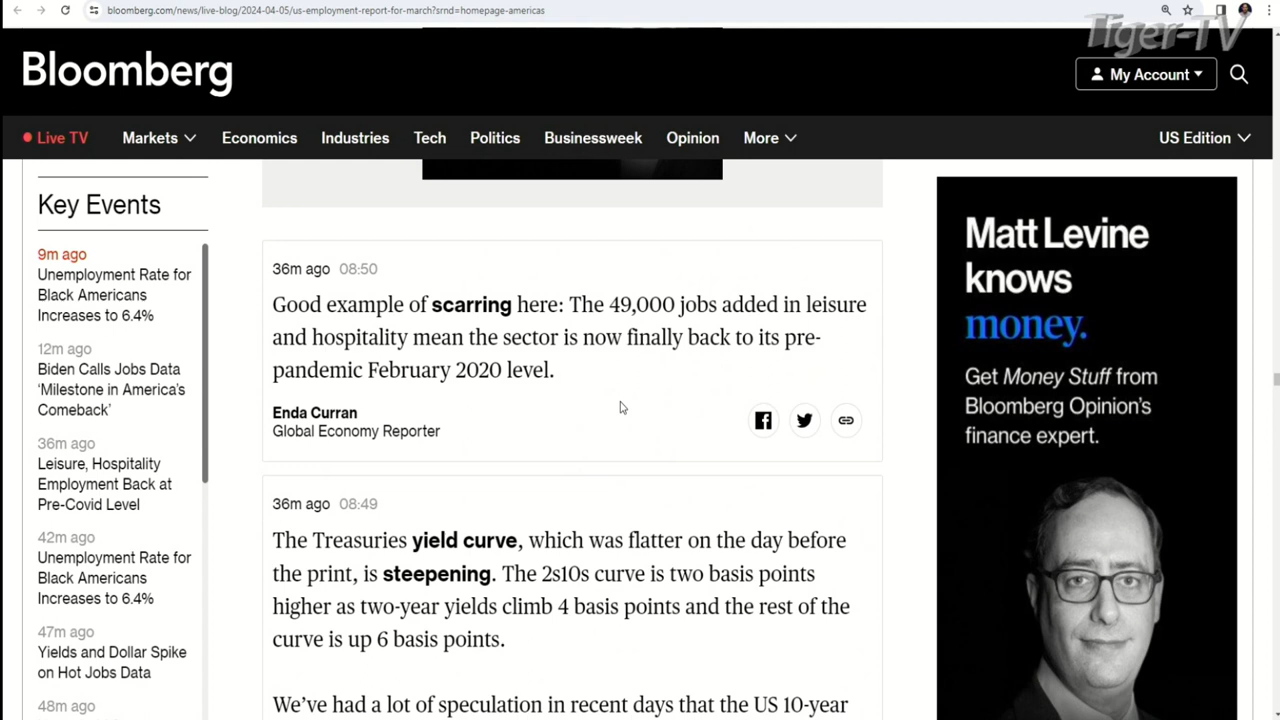 bloomberg.com/news/live-blog/2024-04-05/us-employment-report-for-march?srnd=homepage-americas
Tiger-TV
Bloomberg
My Account
Live TV
Markets
Economics
Industries
Tech
Politics
Businessweek
Opinion
More
US Edition
Key Events
9m ago
Unemployment Rate for
Black Americans
Increases to 6.4%
12m ago
Biden Calls Jobs Data
‘Milestone in America’s
Comeback’
36m ago
Leisure, Hospitality
Employment Back at
Pre-Covid Level
42m ago
Unemployment Rate for
Black Americans
Increases to 6.4%
47m ago
Yields and Dollar Spike
on Hot Jobs Data
48m ago
36m ago 08:50
Good example of scarring here: The 49,000 jobs added in leisure
and hospitality mean the sector is now finally back to its pre-
pandemic February 2020 level.
Enda Curran
Global Economy Reporter
36m ago 08:49
The Treasuries yield curve, which was flatter on the day before
the print, is steepening. The 2s10s curve is two basis points
higher as two-year yields climb 4 basis points and the rest of the
curve is up 6 basis points.
We’ve had a lot of speculation in recent days that the US 10-year
Matt Levine
knows
money.
Get Money Stuff from
Bloomberg Opinion’s
finance expert.